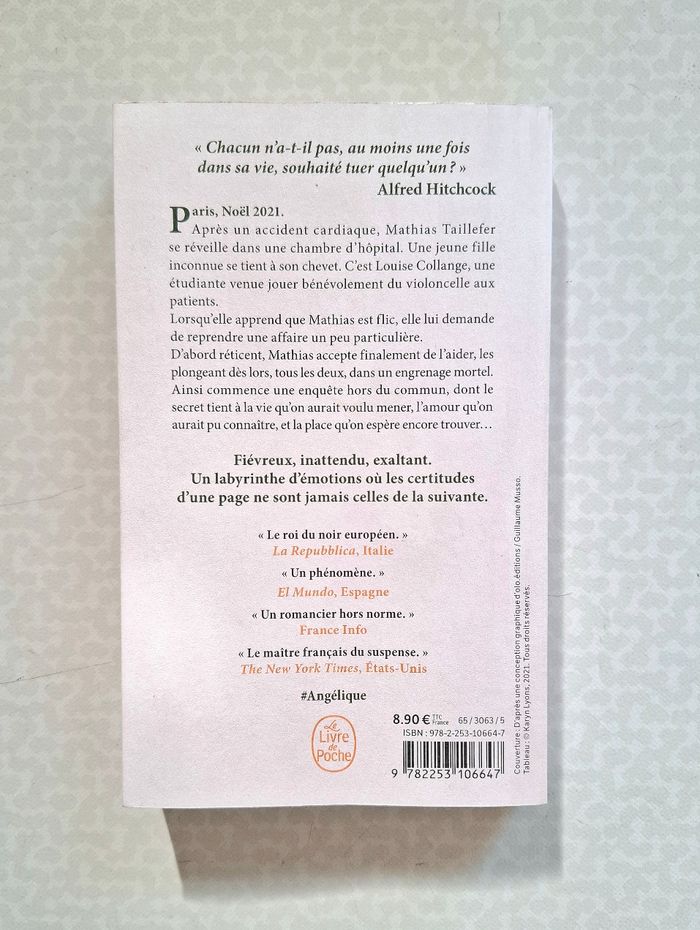 « Chacun n'a-t-il pas, au moins une fois
dans sa vie, souhaité tuer quelqu'un ? »
Alfred Hitchcock
Paris, Noël 2021.
Après un accident cardiaque, Mathias Taillefer
se réveille dans une chambre d'hôpital. Une jeune fille
inconnue se tient à son chevet. C'est Louise Collange, une
étudiante venue jouer bénévolement du violoncelle aux
patients.
Lorsqu'elle apprend que Mathias est flic, elle lui demande
de reprendre une affaire un peu particulière.
D'abord réticent, Mathias accepte finalement de l'aider, les
plongeant dès lors, tous les deux, dans un engrenage mortel.
Ainsi commence une enquête hors du commun, dont le
secret tient à la vie qu'on aurait voulu mener, l'amour qu'on
aurait pu connaître, et la place qu'on espère encore trouver…
Fiévreux, inattendu, exaltant.
Un labyrinthe d'émotions où les certitudes
d'une page ne sont jamais celles de la suivante.
« Le roi du noir européen. »
La Repubblica, Italie
« Un phénomène. »
El Mundo, Espagne
« Un romancier hors norme. »
France Info
« Le maître français du suspense. »
The New York Times, États-Unis
#Angélique
Le
Livre
de
Poche
8.90 € TTC France 65 / 3063 / 5
ISBN : 978-2-253-10664-7
9 782253 106647
Couverture : D'après une conception graphique d'olo.éditions / Guillaume Musso.
Tableau : © Karyn Lyons, 2021. Tous droits réservés.